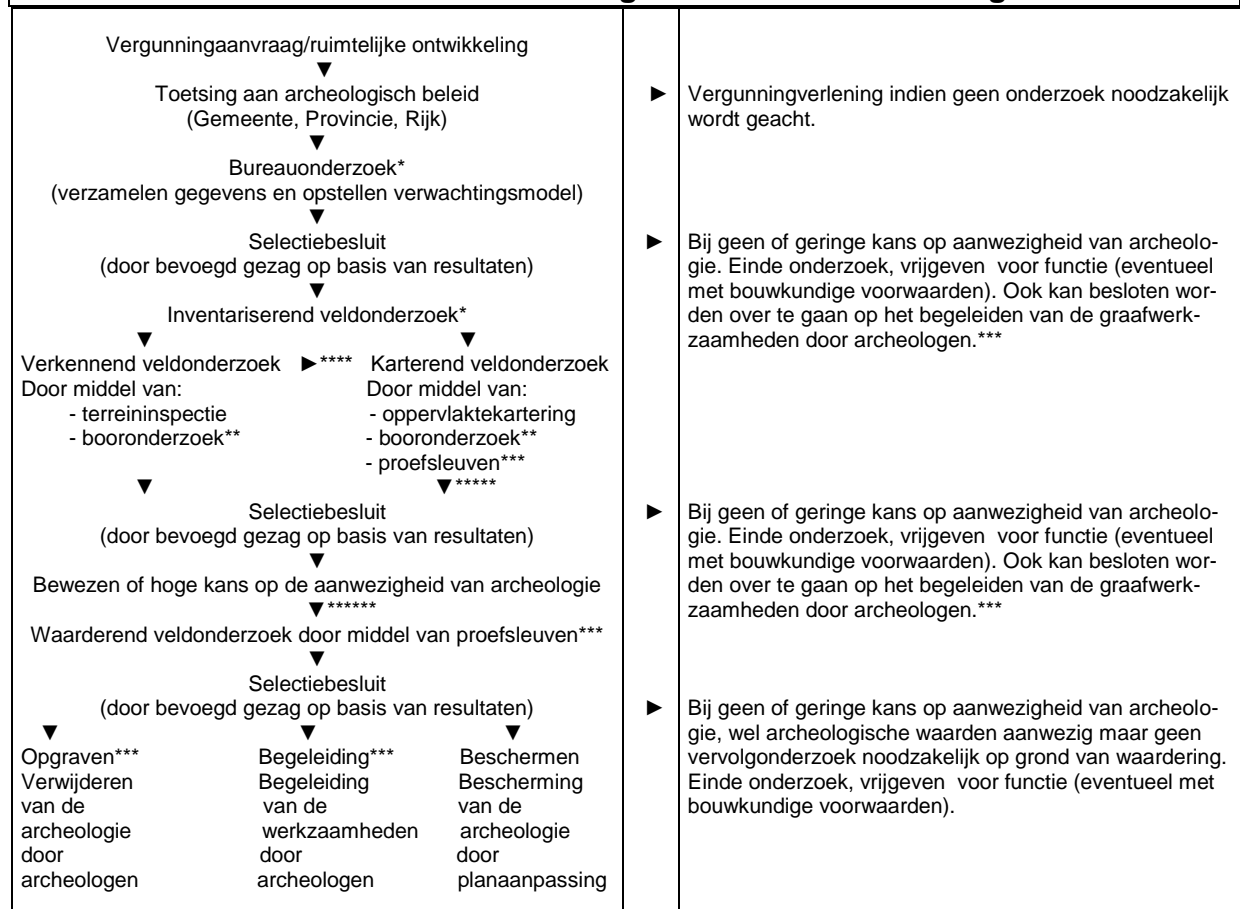 Vergunningaanvraag/ruimtelijke ontwikkeling
▼
Toetsing aan archeologisch beleid
(Gemeente, Provincie, Rijk)
► Vergunningverlening indien geen onderzoek noodzakelijk
wordt geacht.
▼
Bureauonderzoek*
(verzamelen gegevens en opstellen verwachtingsmodel)
▼
Selectiebesluit
(door bevoegd gezag op basis van resultaten)
► Bij geen of geringe kans op aanwezigheid van archeolo-
gie. Einde onderzoek, vrijgeven voor functie (eventueel
met bouwkundige voorwaarden). Ook kan besloten wor-
den over te gaan op het begeleiden van de graafwerk-
zaamheden door archeologen.***
▼
Inventariserend veldonderzoek*
▼ ▼
Verkennend veldonderzoek ►**** Karterend veldonderzoek
Door middel van: Door middel van:
- terreininspectie - oppervlaktekartering
- booronderzoek** - booronderzoek**
- proefsleuven***
▼ ▼*****
Selectiebesluit
(door bevoegd gezag op basis van resultaten)
► Bij geen of geringe kans op aanwezigheid van archeolo-
gie. Einde onderzoek, vrijgeven voor functie (eventueel
met bouwkundige voorwaarden). Ook kan besloten wor-
den over te gaan op het begeleiden van de graafwerk-
zaamheden door archeologen.***
▼
Bewezen of hoge kans op de aanwezigheid van archeologie
▼******
Waarderend veldonderzoek door middel van proefsleuven***
▼
Selectiebesluit
(door bevoegd gezag op basis van resultaten)
► Bij geen of geringe kans op aanwezigheid van archeolo-
gie, wel archeologische waarden aanwezig maar geen
vervolgonderzoek noodzakelijk op grond van waardering.
Einde onderzoek, vrijgeven voor functie (eventueel met
bouwkundige voorwaarden).
▼ ▼ ▼
Opgraven*** Begeleiding*** Beschermen
Verwijderen Begeleiding Bescherming
van de van de van de
archeologie werkzaamheden archeologie
door door door
archeologen archeologen planaanpassing